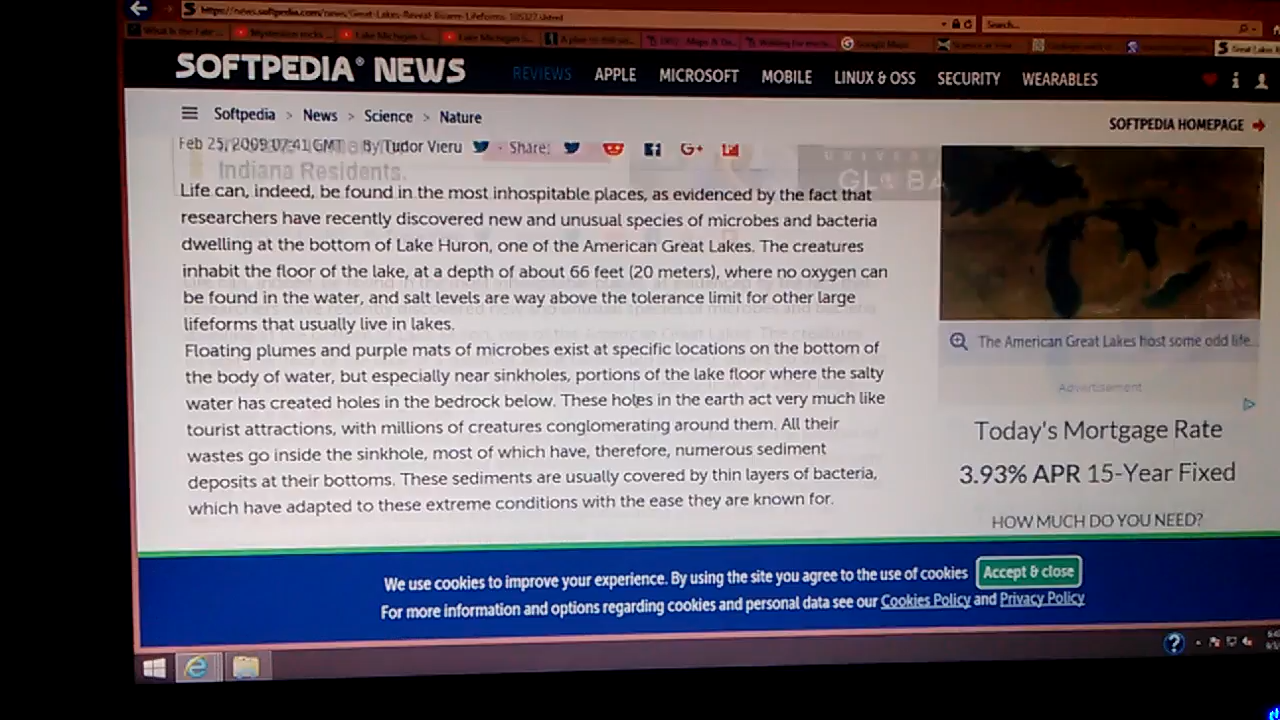 https://news.softpedia.com/news/Great-Lakes-Reveal-Bizarre-Lifeforms-105327.shtml
Search...
Lake Michigan S...
Lake Michigan S...
Google Maps
SOFTPEDIA® NEWS
REVIEWS APPLE MICROSOFT MOBILE LINUX & OSS SECURITY WEARABLES
Softpedia > News > Science > Nature
SOFTPEDIA HOMEPAGE
Feb 25, 2009 07:41 GMT · By Tudor Vieru · Share:
Indiana Residents.
Life can, indeed, be found in the most inhospitable places, as evidenced by the fact that
researchers have recently discovered new and unusual species of microbes and bacteria
dwelling at the bottom of Lake Huron, one of the American Great Lakes. The creatures
inhabit the floor of the lake, at a depth of about 66 feet (20 meters), where no oxygen can
be found in the water, and salt levels are way above the tolerance limit for other large
lifeforms that usually live in lakes.
Floating plumes and purple mats of microbes exist at specific locations on the bottom of
the body of water, but especially near sinkholes, portions of the lake floor where the salty
water has created holes in the bedrock below. These holes in the earth act very much like
tourist attractions, with millions of creatures conglomerating around them. All their
wastes go inside the sinkhole, most of which have, therefore, numerous sediment
deposits at their bottoms. These sediments are usually covered by thin layers of bacteria,
which have adapted to these extreme conditions with the ease they are known for.
The American Great Lakes host some odd life...
Advertisement
Today's Mortgage Rate
3.93% APR 15-Year Fixed
HOW MUCH DO YOU NEED?
We use cookies to improve your experience. By using the site you agree to the use of cookies
Accept & close
For more information and options regarding cookies and personal data see our Cookies Policy and Privacy Policy